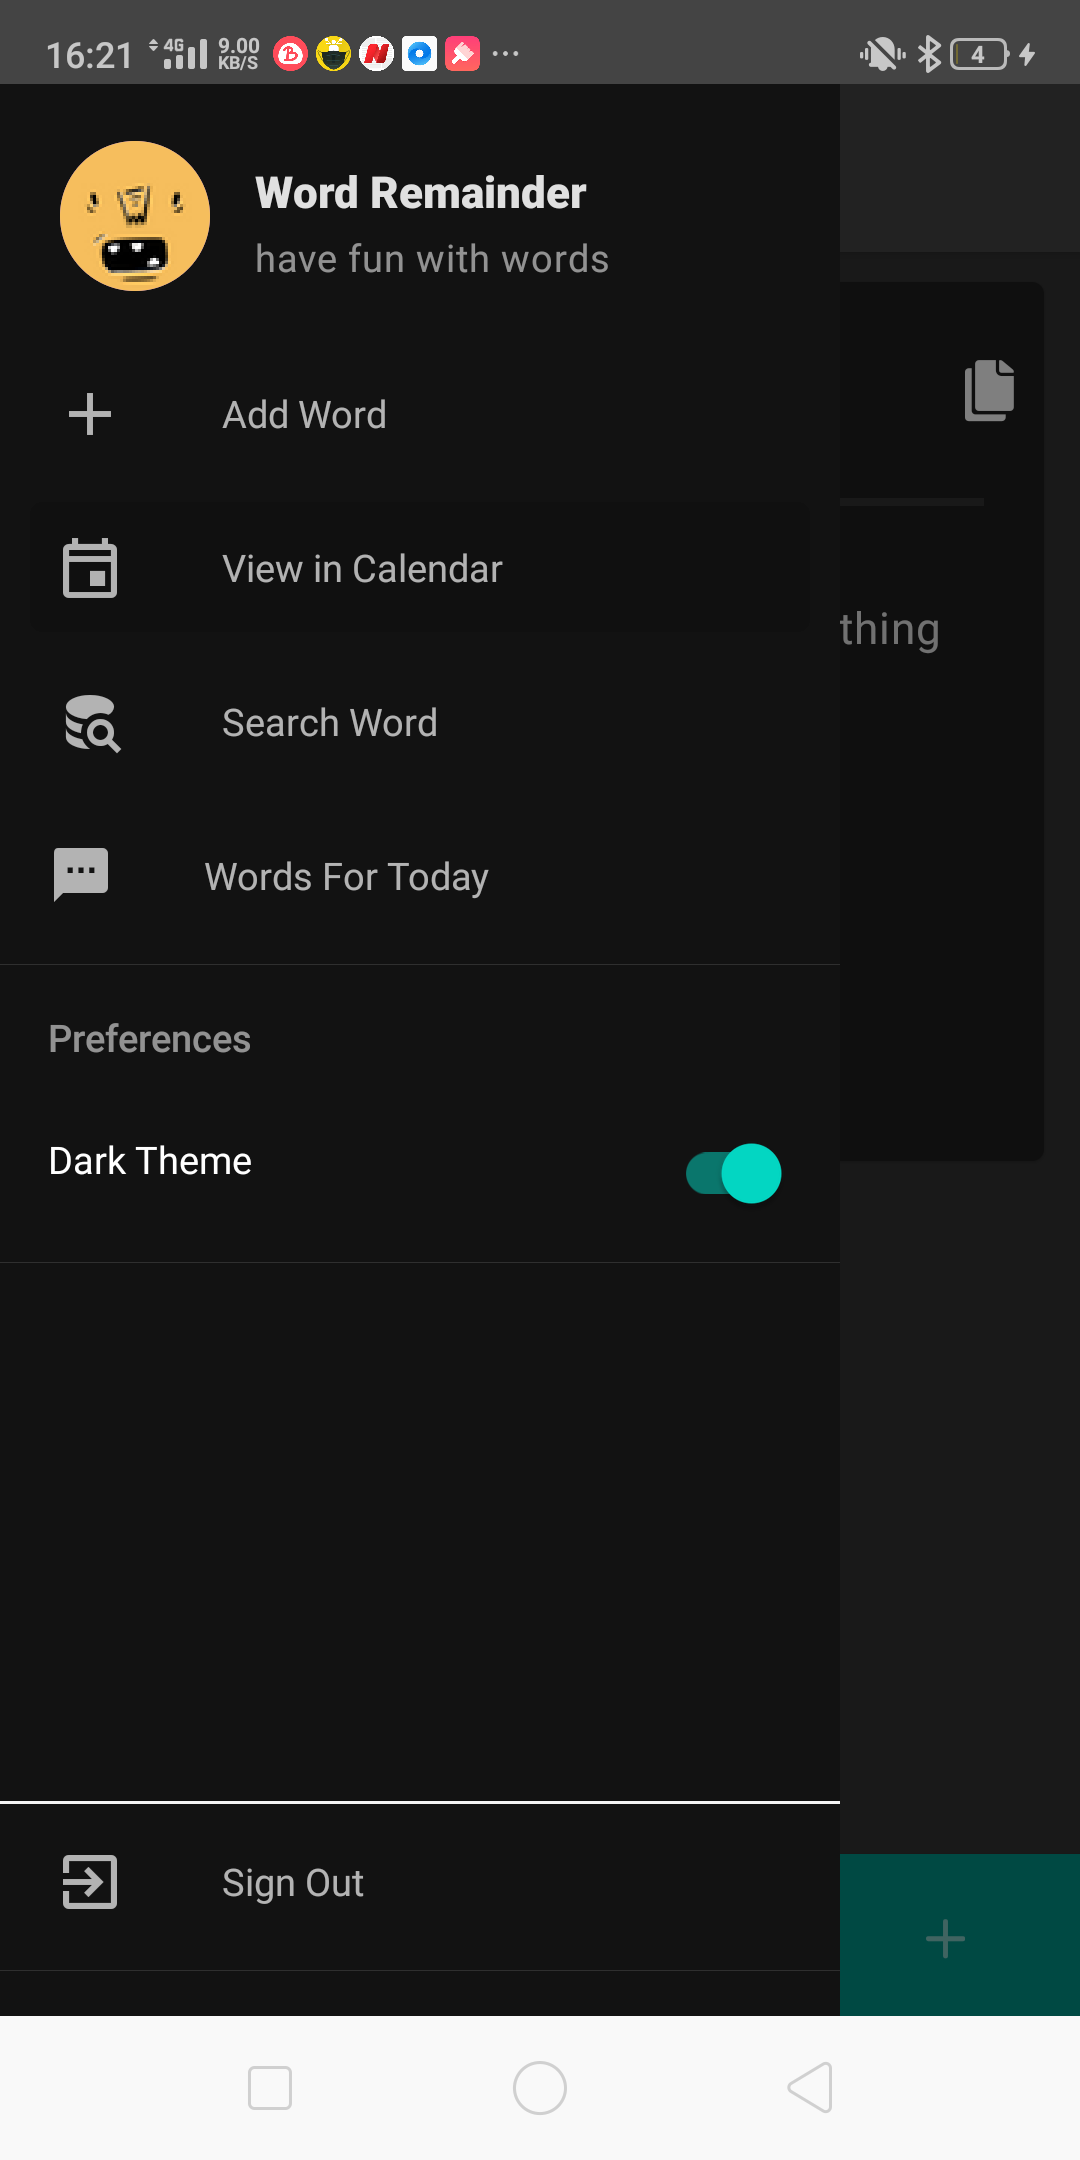 16:21 4G 9.00 KB/S 4
Word Remainder
have fun with words
Add Word
View in Calendar
thing
Search Word
Words For Today
Preferences
Dark Theme
Sign Out